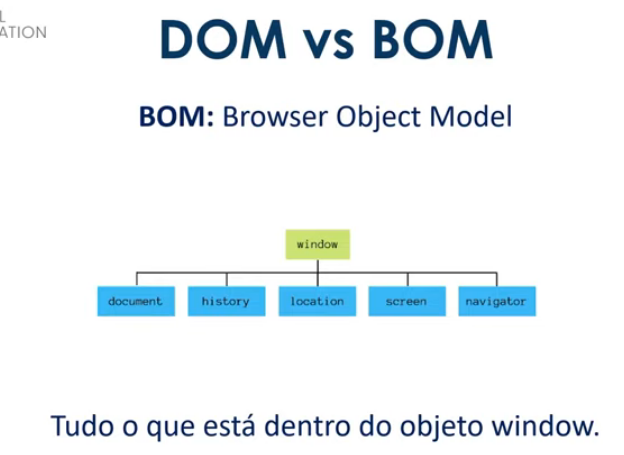 L
ATION
DOM vs BOM
BOM: Browser Object Model
window
document history location screen navigator
Tudo o que está dentro do objeto window.